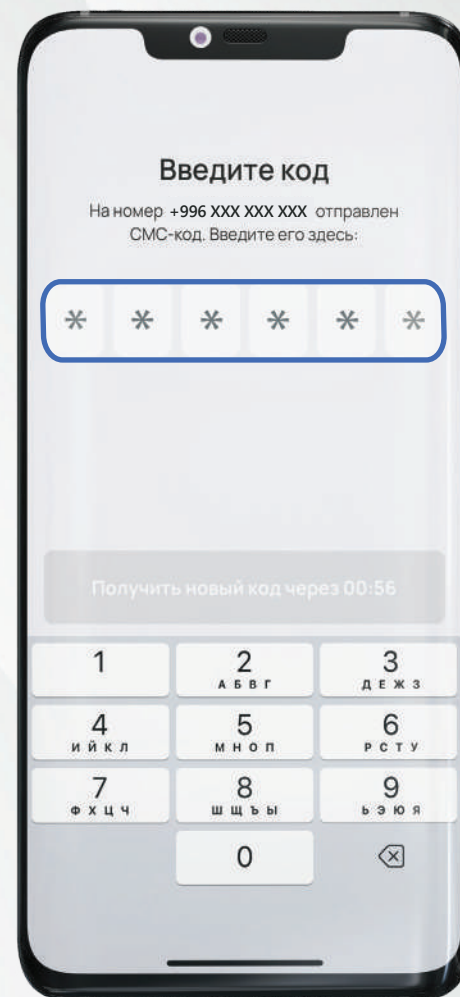 Введите код
На номер +996 XXX XXX XXX отправлен
СМС-код. Введите его здесь:
* * * * * *
Получить новый код через 00:56
1 2 3
А Б В Г Д Е Ж З
4 5 6
И Й К Л М Н О П Р С Т У
7 8 9
Ф Х Ц Ч Ш Щ Ъ Ы Ь Э Ю Я
0